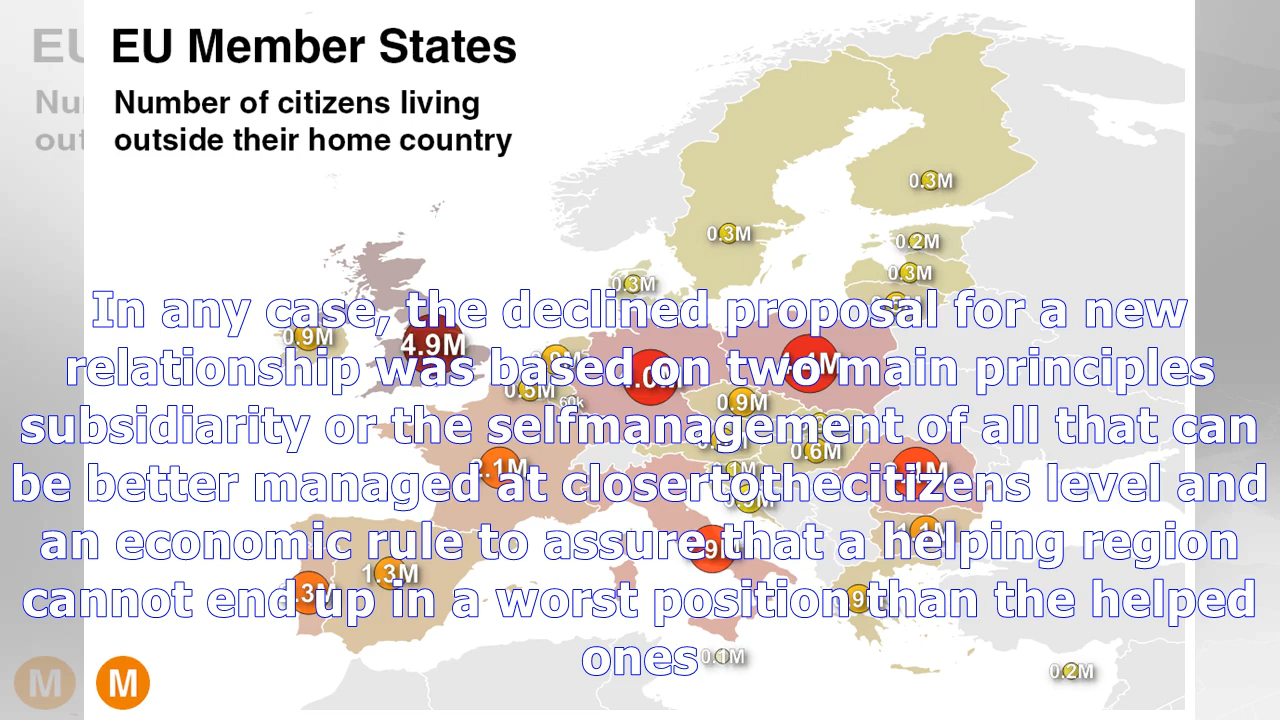 EU Member States
Number of citizens living
outside their home country
0.3M
0.3M
0.2M
0.3M
0.3M
In any case, the declined proposal for a new
0.9M
4.9M
relationship was based on two main principles
0.5M
60k
0.9M
subsidiarity or the selfmanagement of all that can
0.6M
be better managed at closertothecitizens level and
an economic rule to assure that a helping region
1.3M
cannot end up in a worst position than the helped
ones
0.1M
0.2M
M
M